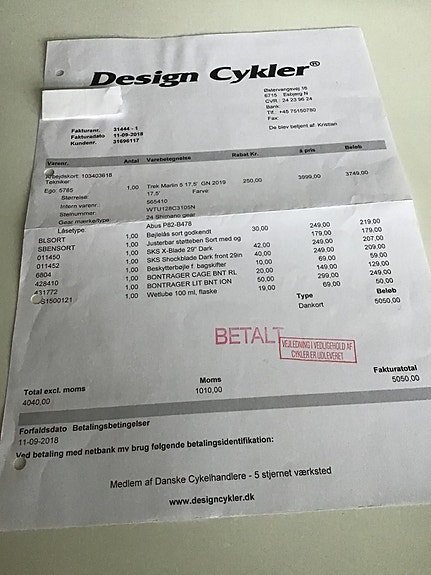 Design Cykler®
Østervangsvej 15
6715 Esbjerg N
CVR.: 24 23 96 24
Bank:
Tlf.: +45 75150780
Fax:
De blev betjent af: Kristian
Fakturanr. 31444 - 1
Fakturadato 11-09-2018
Kundenr. 31696117
Varenr. Antal Varebetegnelse Rabat Kr. à pris Beløb
Arbejdskort: 103403618
Tekniker:
Ego: 5785 1,00 Trek Marlin 5 17,5' GN 2019 250,00 3999,00 3749,00
Størrelse: 17,5" Farve:
Intern varenr.: 565410
Stelnummer: WTU128C3105N
Gear: 24 Shimano gear
Låsetype: Abus P82-B478
BLSORT 1,00 Bejlelås sort godkendt 30,00 249,00 219,00
SBENSORT 1,00 Justerbar støtteben Sort med og 179,00 179,00
011450 1,00 SKS X-Blade 29" Dark 42,00 249,00 207,00
011452 1,00 SKS Shockblade Dark front 29in 40,00 249,00 209,00
6804 1,00 Beskytterbøjle f. bagskifter 10,00 69,00 59,00
428410 1,00 BONTRAGER CAGE BNT RL 20,00 149,00 129,00
431772 1,00 BONTRAGER LIT BNT ION 50,00 299,00 249,00
S1500121 1,00 Wettube 100 ml. flaske 19,00 69,00 50,00
Type Beløb
Dankort 5050,00
BETALT
VEJLEDNING I VEDLIGEHOLD AF
CYKLER ER UDLEVERET
Total excl. moms Moms Fakturatotal
4040,00 1010,00 5050,00
Forfaldsdato Betalingsbetingelser
11-09-2018
Ved betaling med netbank mv brug følgende betalingsidentifikation:
Medlem af Danske Cykelhandlere - 5 stjernet værksted
www.designcykler.dk